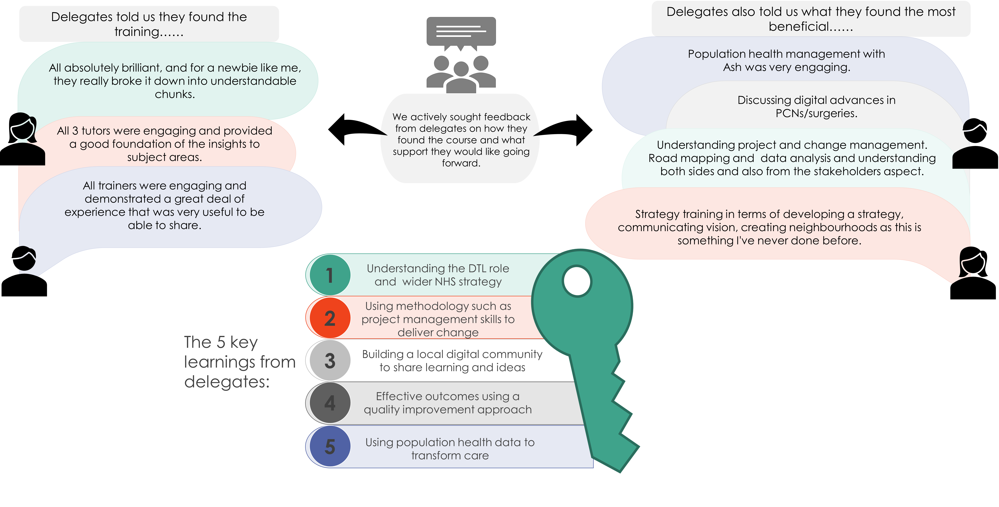 Delegates told us they found the
training……
All absolutely brilliant, and for a newbie like me,
they really broke it down into understandable
chunks.
All 3 tutors were engaging and provided
a good foundation of the insights to
subject areas.
All trainers were engaging and
demonstrated a great deal of
experience that was very useful to be
able to share.
We actively sought feedback
from delegates on how they
found the course and what
support they would like going
forward.
Delegates also told us what they found the most
beneficial……
Population health management with
Ash was very engaging.
Discussing digital advances in
PCNs/surgeries.
Understanding project and change management.
Road mapping and  data analysis and understanding
both sides and also from the stakeholders aspect.
Strategy training in terms of developing a strategy,
communicating vision, creating neighbourhoods as this is
something I've never done before.
The 5 key
learnings from
delegates:
1
Understanding the DTL role
and  wider NHS strategy
2
Using methodology such as
project management skills to
deliver change
3
Building a local digital community
to share learning and ideas
4
Effective outcomes using a
quality improvement approach
5
Using population health data to
transform care